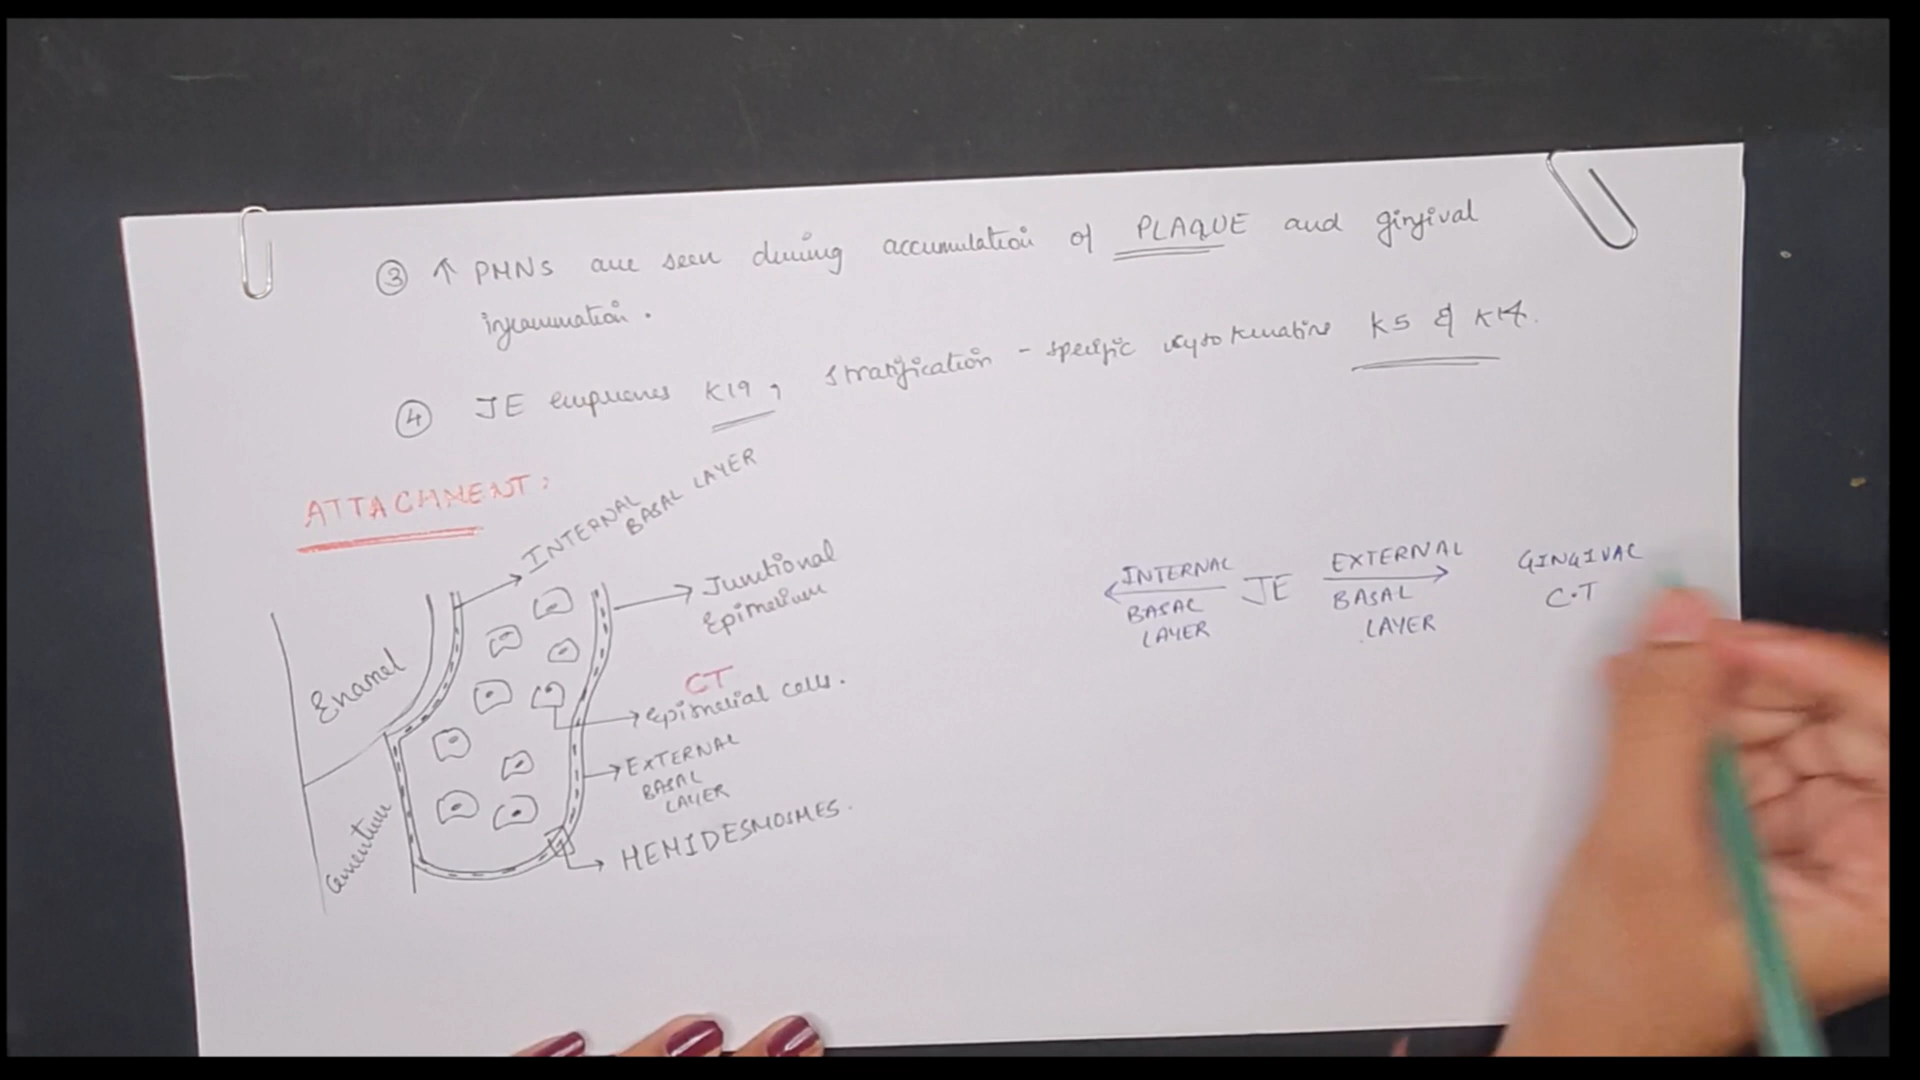 ③ ↑ PMNs are seen during accumulation of PLAQUE and gingival
inflammation.
④ JE expresses K19, stratification - specific cytokeratins K5 & K14.
ATTACHMENT:
INTERNAL
BASAL LAYER
Junctional
Epithelium
Enamel
CT
Epithelial cells.
EXTERNAL
BASAL
LAYER
Cementum
HEMIDESMOSMES.
INTERNAL JE EXTERNAL GINGIVAL
BASAL BASAL C.T
LAYER LAYER